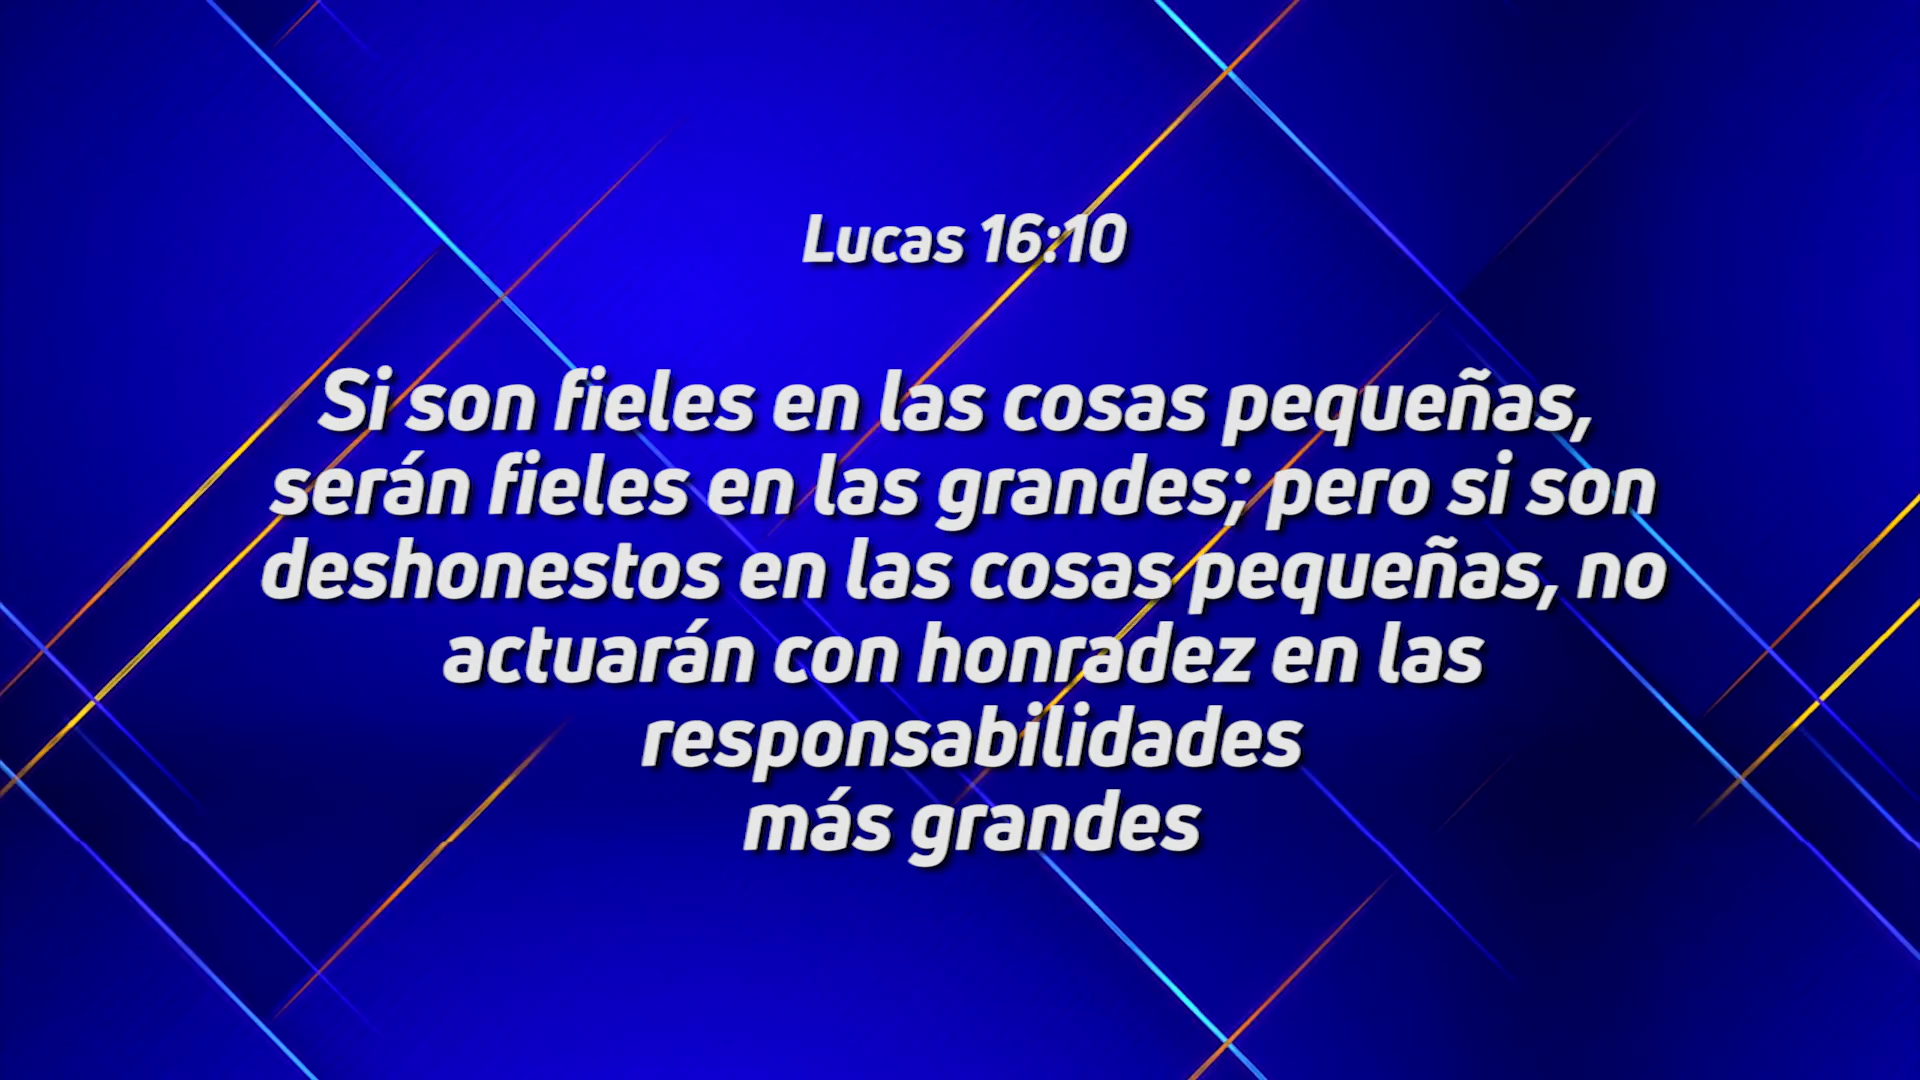 Lucas 16:10
Si son fieles en las cosas pequeñas,
serán fieles en las grandes; pero si son
deshonestos en las cosas pequeñas, no
actuarán con honradez en las
responsabilidades
más grandes